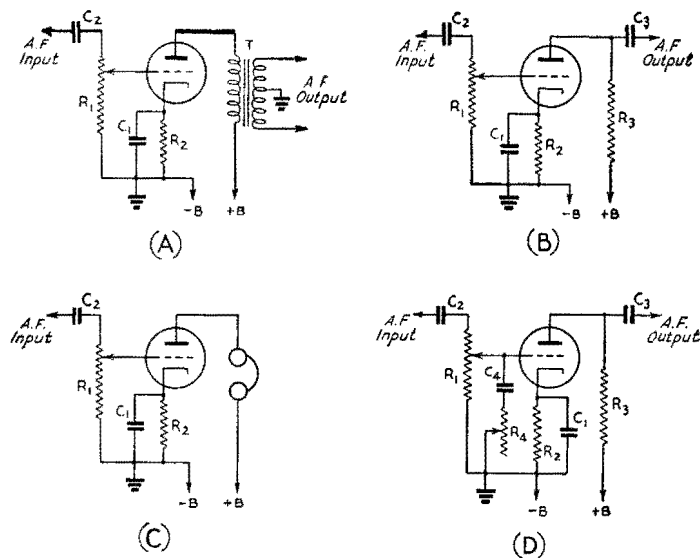 C2
A.F.
Input
R1
C1
R2
T
A.F.
Output
-B
+B
(A)
C2
A.F.
Input
R1
C1
R2
C3
A.F.
Output
R3
-B
+B
(B)
C2
A.F.
Input
R1
C1
R2
-B
+B
(C)
C2
A.F.
Input
R1
C4
R4
R2
C1
C3
A.F.
Output
R3
-B
+B
(D)